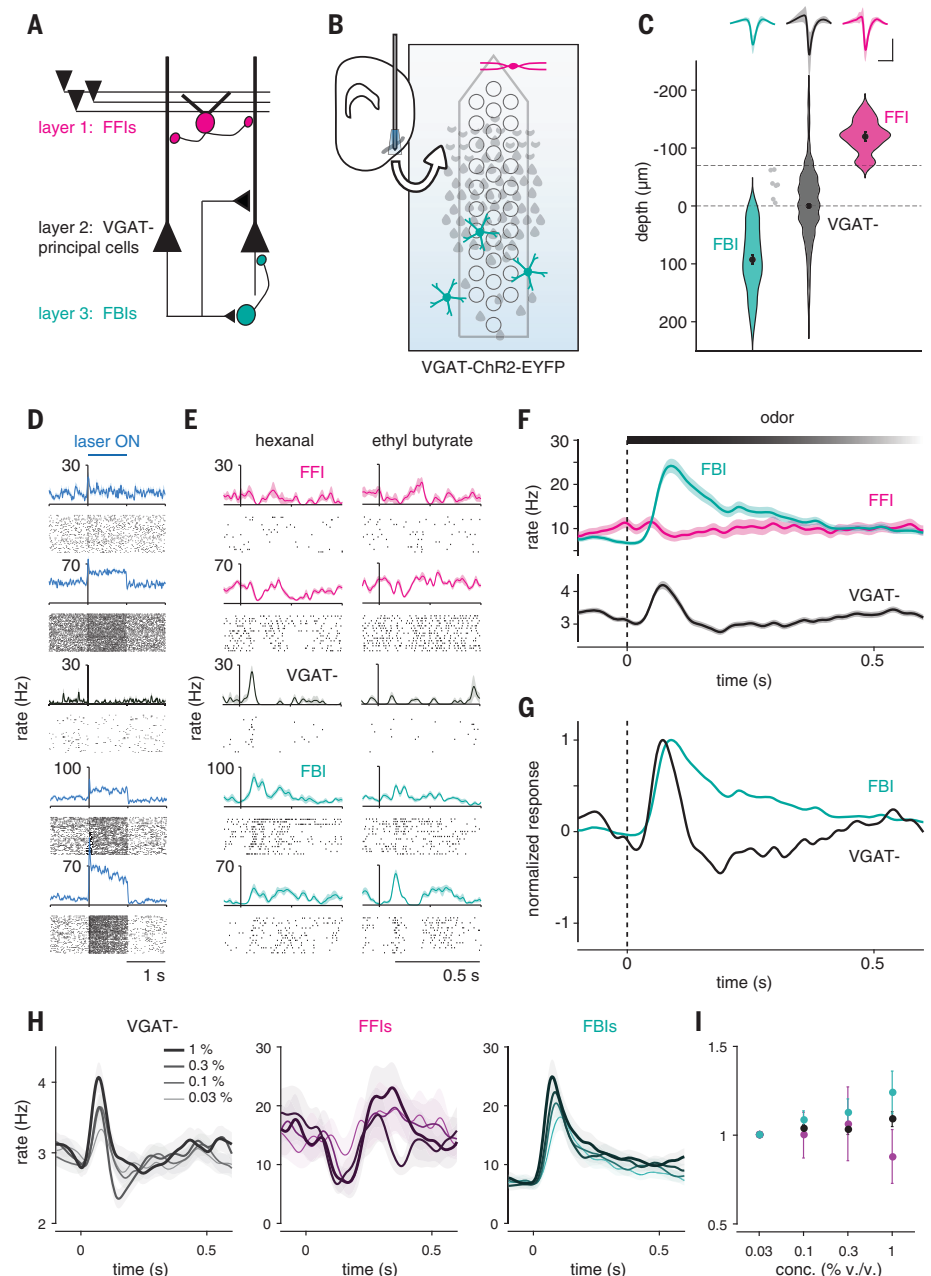 A
layer 1: FFIs
layer 2: VGAT-
principal cells
layer 3: FBIs
B
VGAT-ChR2-EYFP
C
-200
-100
0
100
200
depth (µm)
FBI
VGAT-
FFI
D
laser ON
30
70
30
100
70
rate (Hz)
1 s
E
hexanal
ethyl butyrate
30
FFI
70
30
VGAT-
100
FBI
70
rate (Hz)
0.5 s
F
odor
30
20
10
rate (Hz)
FBI
FFI
4
3
VGAT-
0
0.5
time (s)
G
1
0
-1
normalized response
FBI
VGAT-
0
0.5
time (s)
H
VGAT-
1 %
0.3 %
0.1 %
0.03 %
4
3
2
rate (Hz)
0
0.5
time (s)
FFIs
30
20
10
0
0
0.5
time (s)
FBIs
30
20
10
0
0
0.5
time (s)
I
1.5
1
0.5
0.03
0.1
0.3
1
conc. (% v./v.)